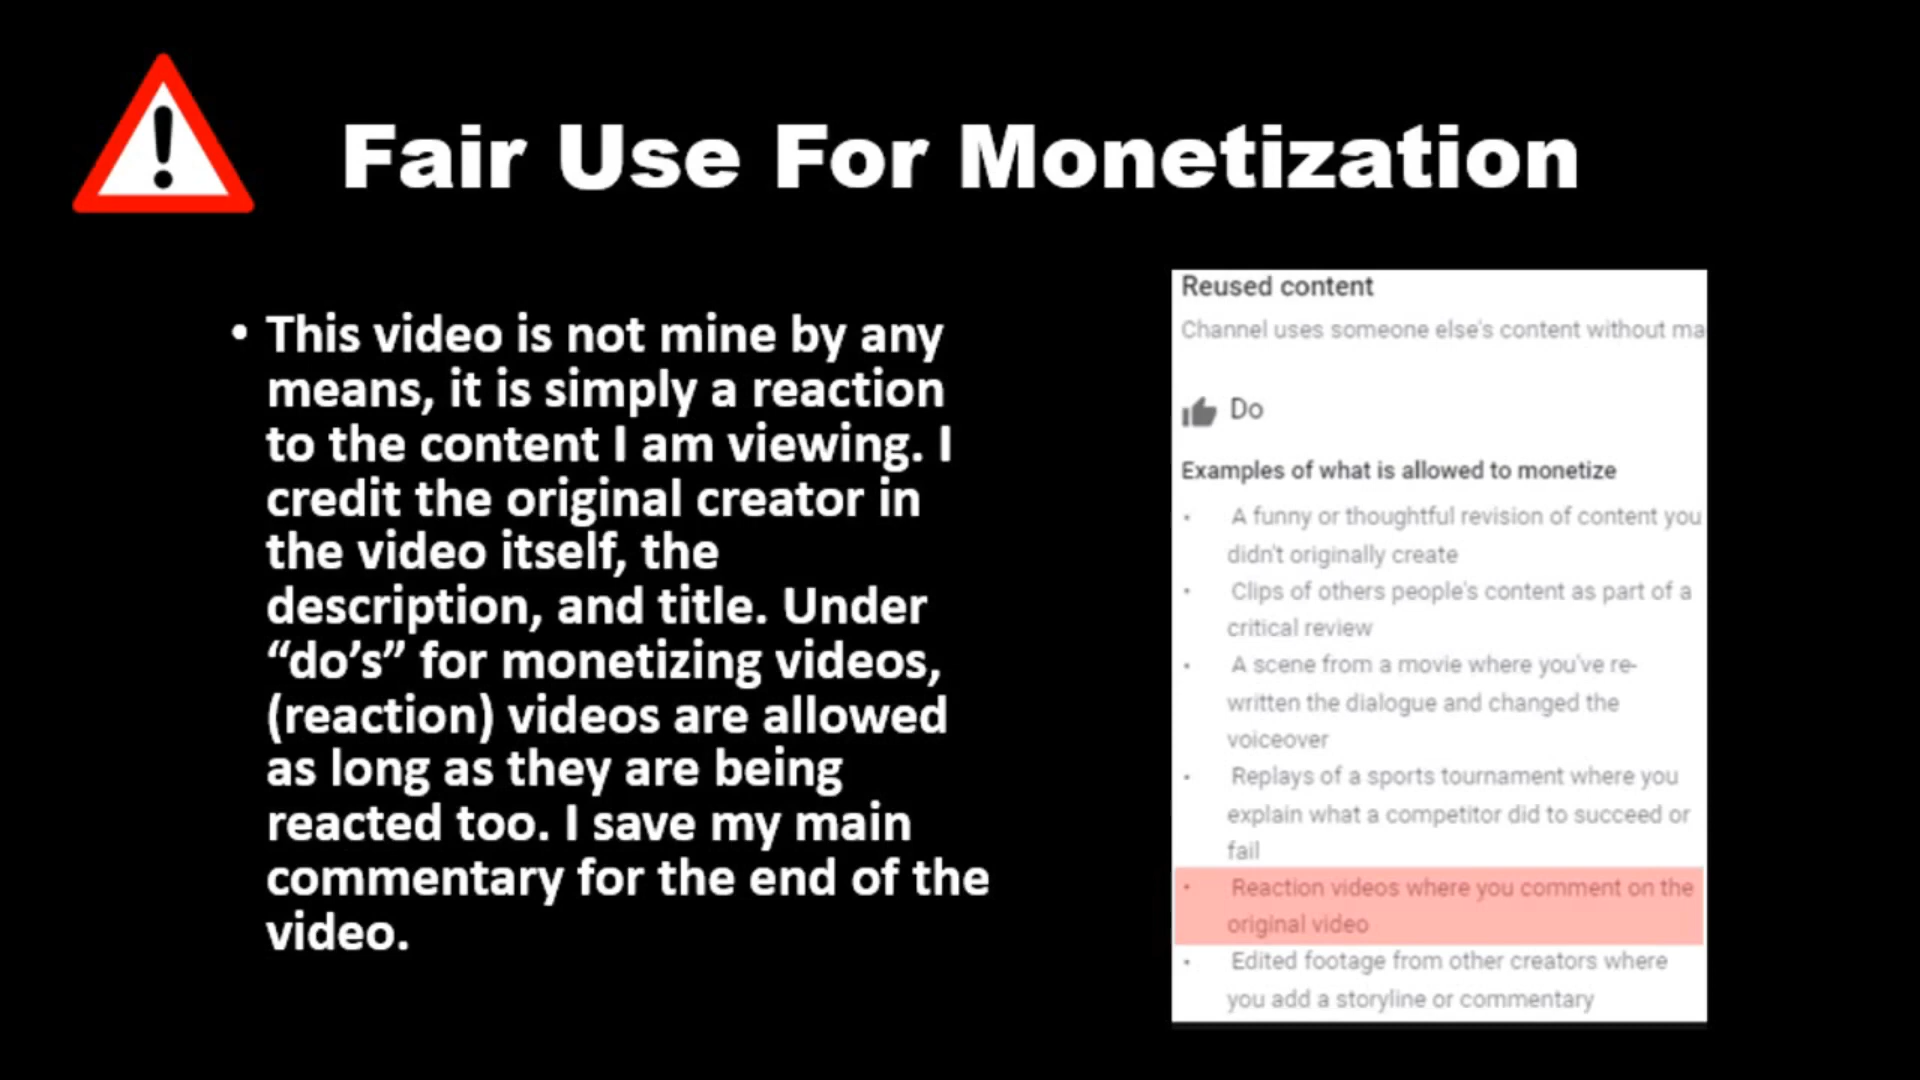 Fair Use For Monetization
• This video is not mine by any
means, it is simply a reaction
to the content I am viewing. I
credit the original creator in
the video itself, the
description, and title. Under
“do’s” for monetizing videos,
(reaction) videos are allowed
as long as they are being
reacted too. I save my main
commentary for the end of the
video.
Reused content
Channel uses someone else's content without ma
Do
Examples of what is allowed to monetize
• A funny or thoughtful revision of content you
didn't originally create
• Clips of others people's content as part of a
critical review
• A scene from a movie where you've re-
written the dialogue and changed the
voiceover
• Replays of a sports tournament where you
explain what a competitor did to succeed or
fail
• Reaction videos where you comment on the
original video
• Edited footage from other creators where
you add a storyline or commentary